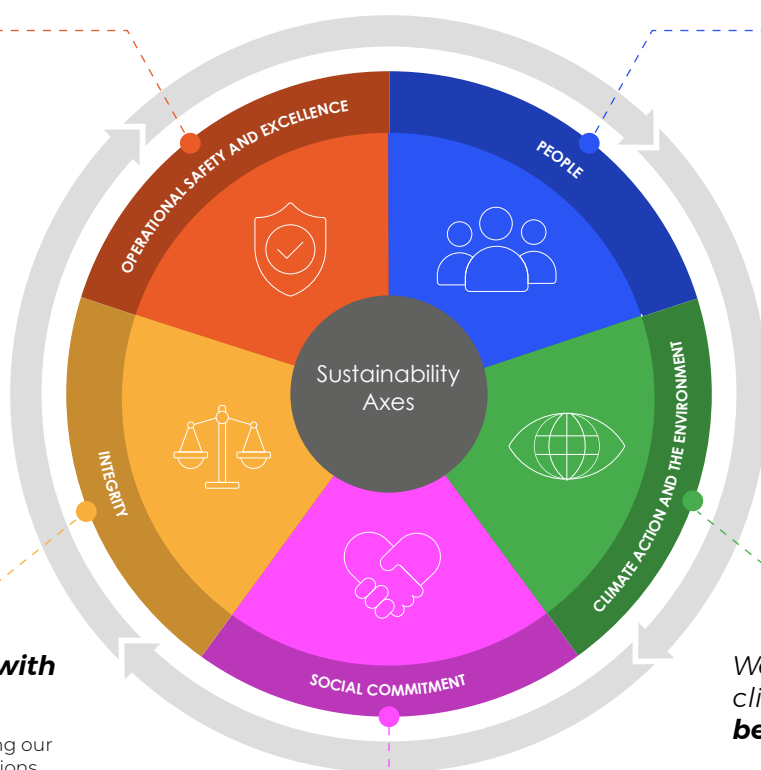 OPERATIONAL SAFETY AND EXCELLENCE
PEOPLE
Sustainability
Axes
CLIMATE ACTION AND THE ENVIRONMENT
INTEGRITY
SOCIAL COMMITMENT
with
ng our
ions
We
cli
be